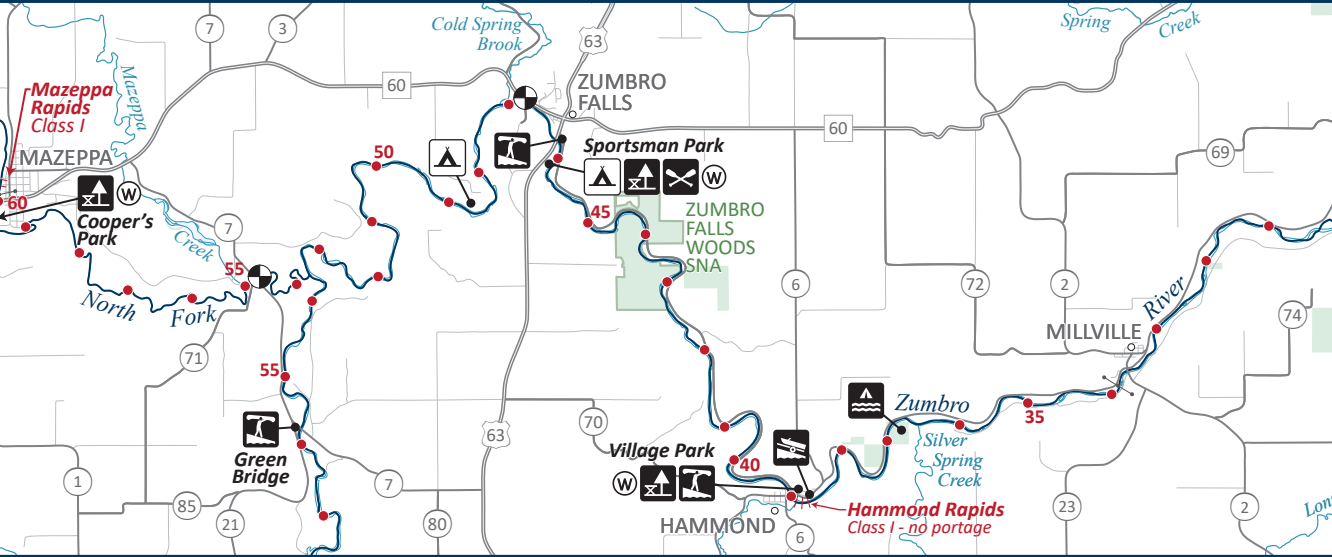 Cold Spring
Brook
Spring
Creek
7
3
63
60
ZUMBRO
FALLS
Mazeppa
Rapids
Class I
Mazeppa
MAZEPPA
50
60
69
Sportsman Park
W
W
60
Cooper's
Park
45
ZUMBRO
FALLS
WOODS
SNA
7
Creek
55
6
72
2
River
North
Fork
74
MILLVILLE
71
55
Zumbro
35
70
63
Green
Bridge
Village Park
W
40
Silver
Spring
Creek
1
7
85
21
80
HAMMOND
6
Hammond Rapids
Class I - no portage
23
2